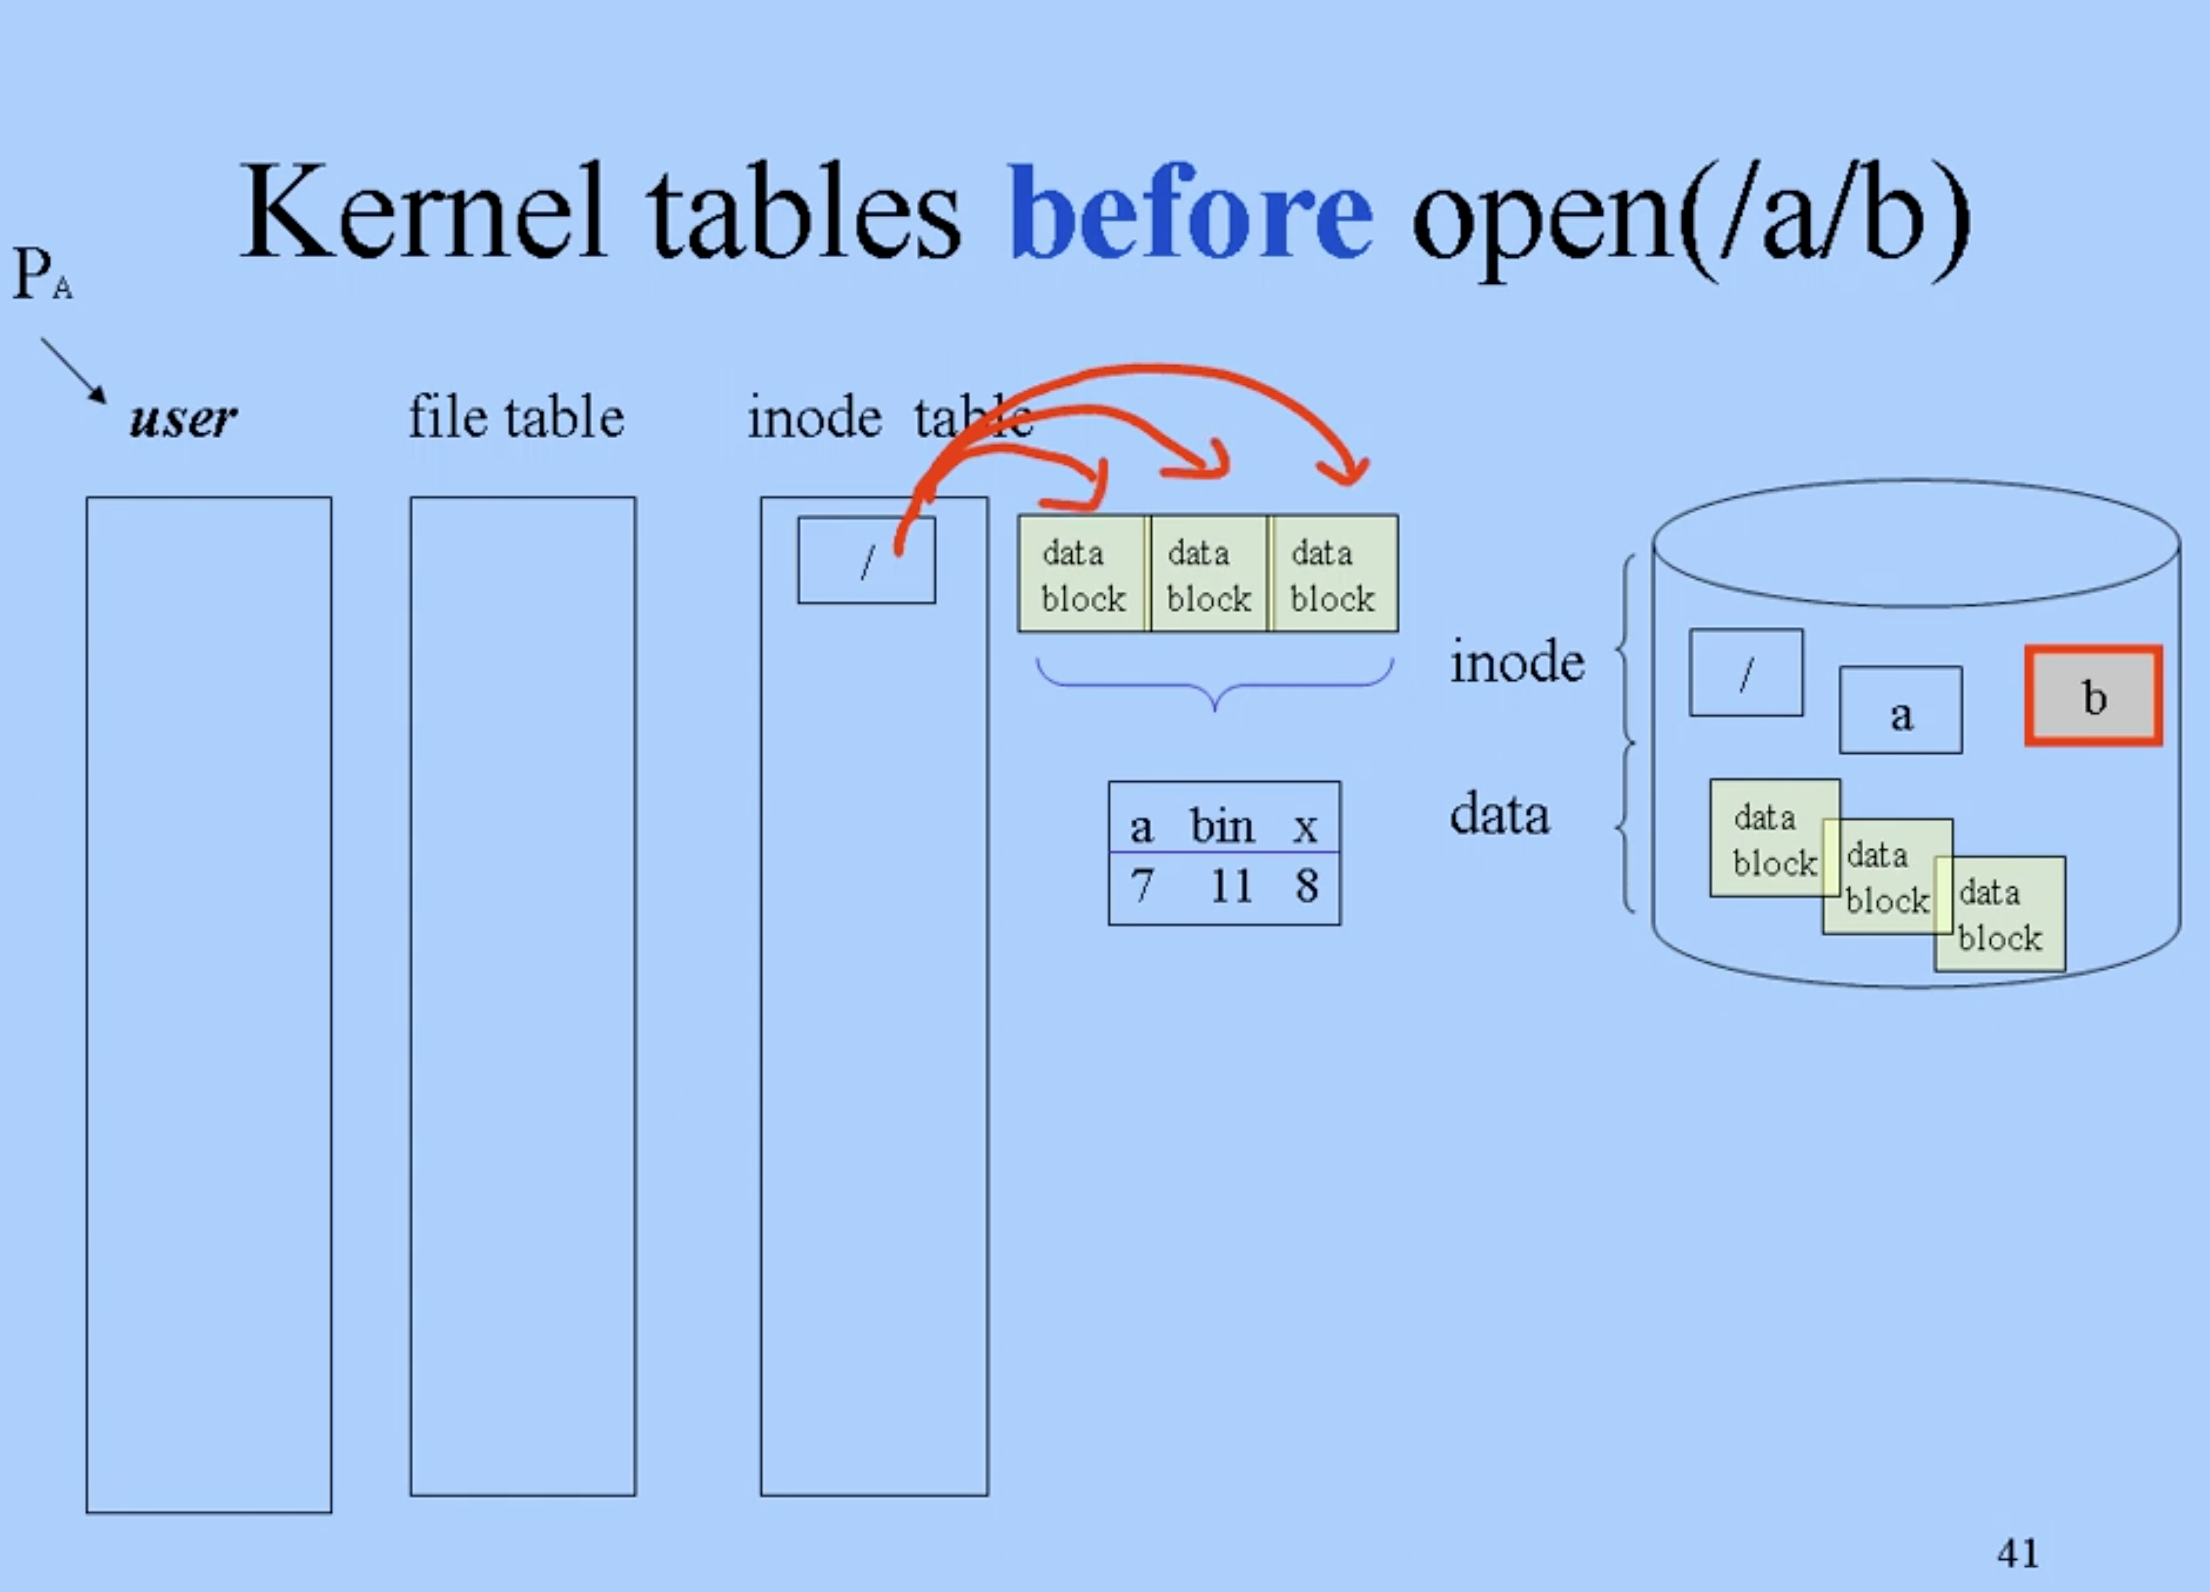 Kernel tables before open(/a/b)
PA
user
file table
inode table
/
data block
data block
data block
a bin x
7 11 8
inode
data
/
a
b
data block
data block
data block
41